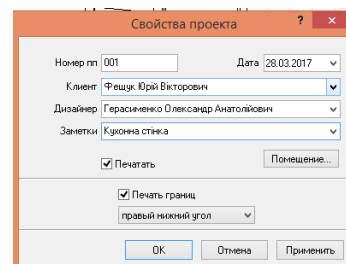 Свойства проекта ?
Номер пп 001 Дата 28.03.2017
Клиент Фещук Юрій Вікторович
Дизайнер Герасименко Олександр Анатолійович
Заметки Кухонна стінка
Печатать Помещение...
Печать границ
правый нижний угол
OK Отмена Применить